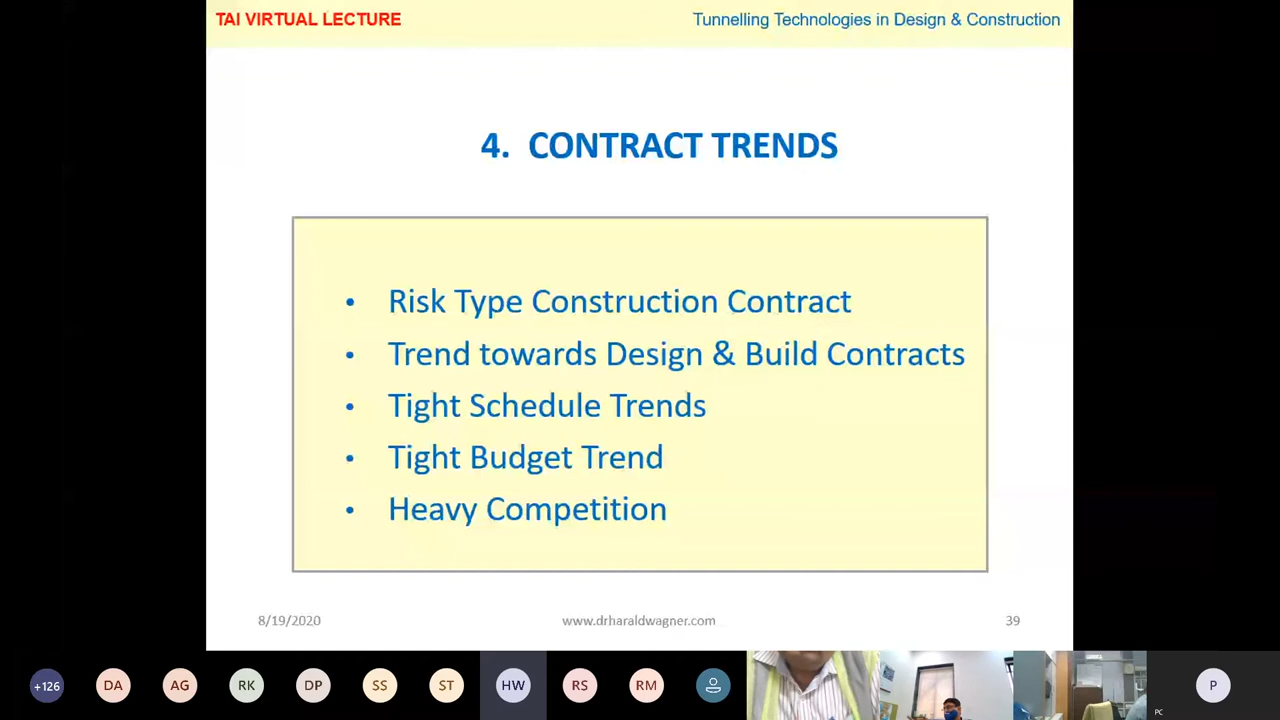 TAI VIRTUAL LECTURE
Tunnelling Technologies in Design & Construction
4. CONTRACT TRENDS
• Risk Type Construction Contract
• Trend towards Design & Build Contracts
• Tight Schedule Trends
• Tight Budget Trend
• Heavy Competition
8/19/2020
www.drharaldwagner.com
39
+126
DA
AG
RK
DP
SS
ST
HW
RS
RM
P
PC